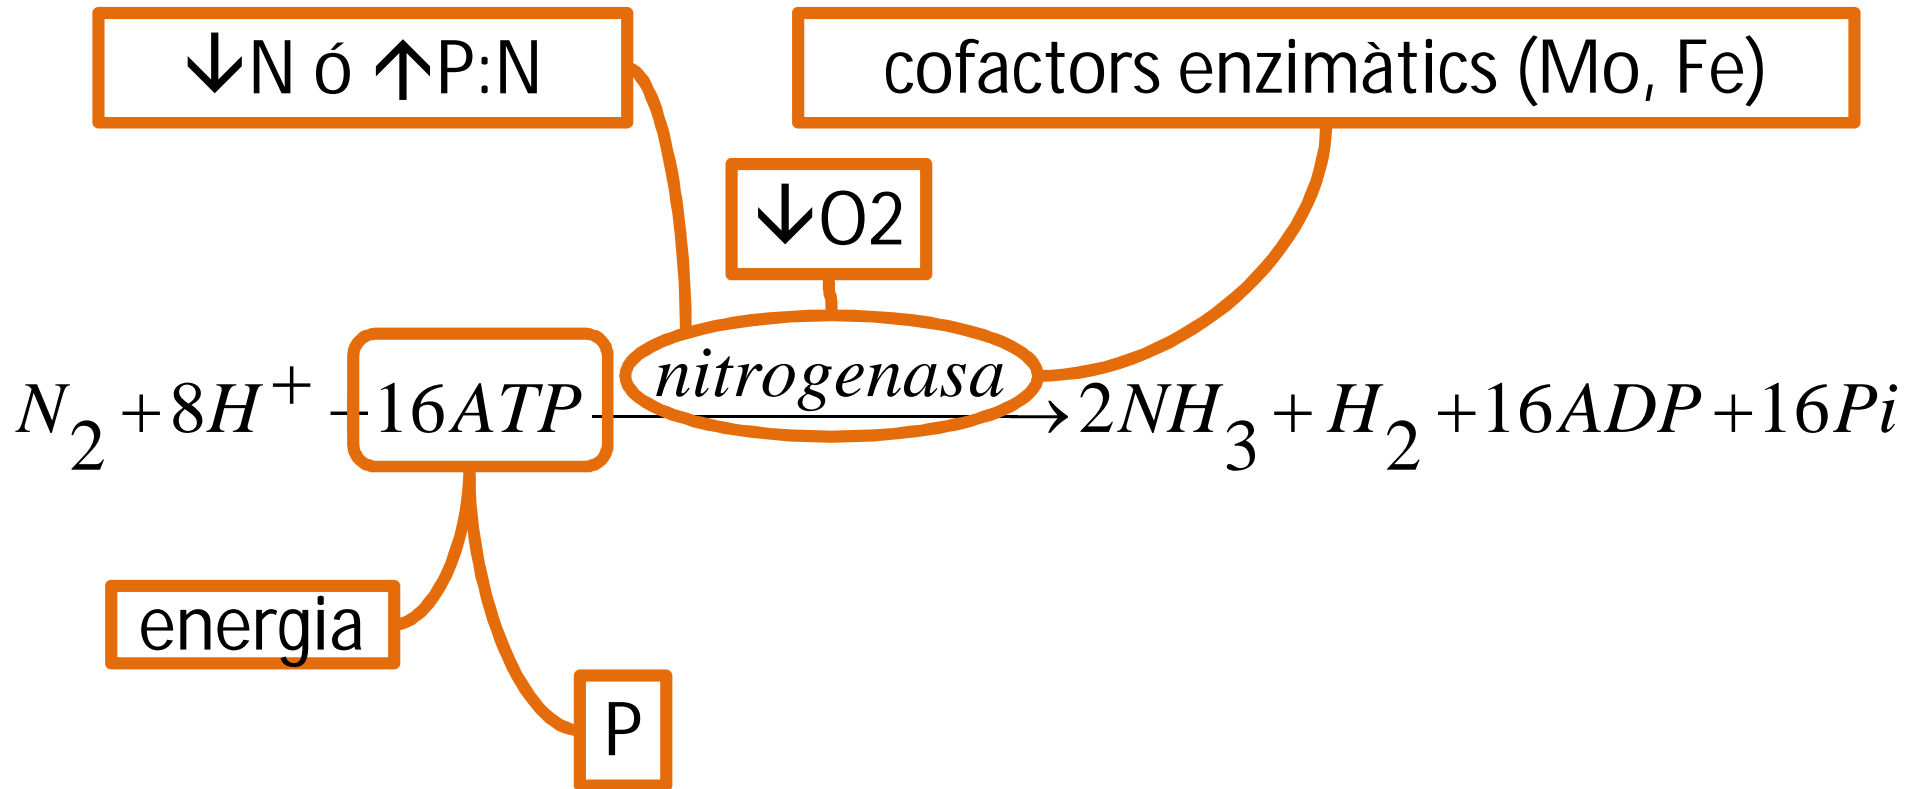 ↓N ó ↑P:N
cofactors enzimàtics (Mo, Fe)
↓O2
nitrogenasa
N₂ + 8H⁺ + 16ATP → 2NH₃ + H₂ + 16ADP + 16Pi
energia
P